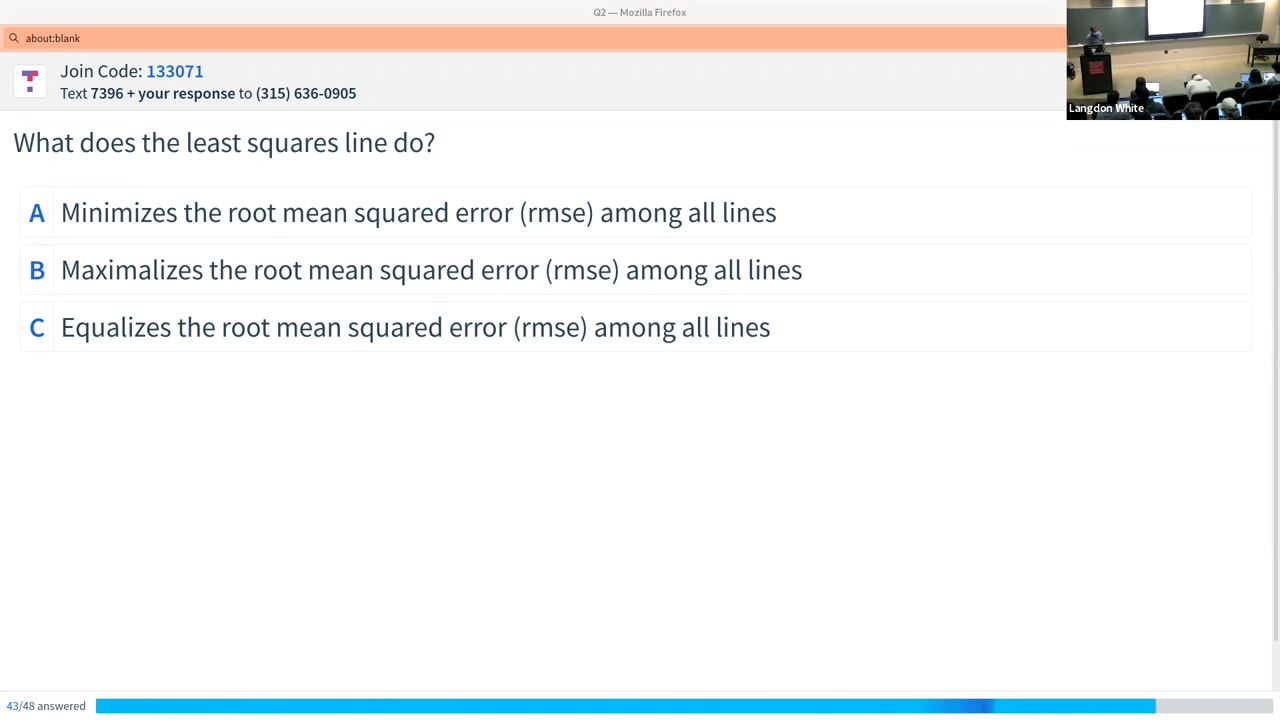 Q2 — Mozilla Firefox
about:blank
Join Code: 133071
Text 7396 + your response to (315) 636-0905
Langdon White
What does the least squares line do?
A Minimizes the root mean squared error (rmse) among all lines
B Maximalizes the root mean squared error (rmse) among all lines
C Equalizes the root mean squared error (rmse) among all lines
43/48 answered